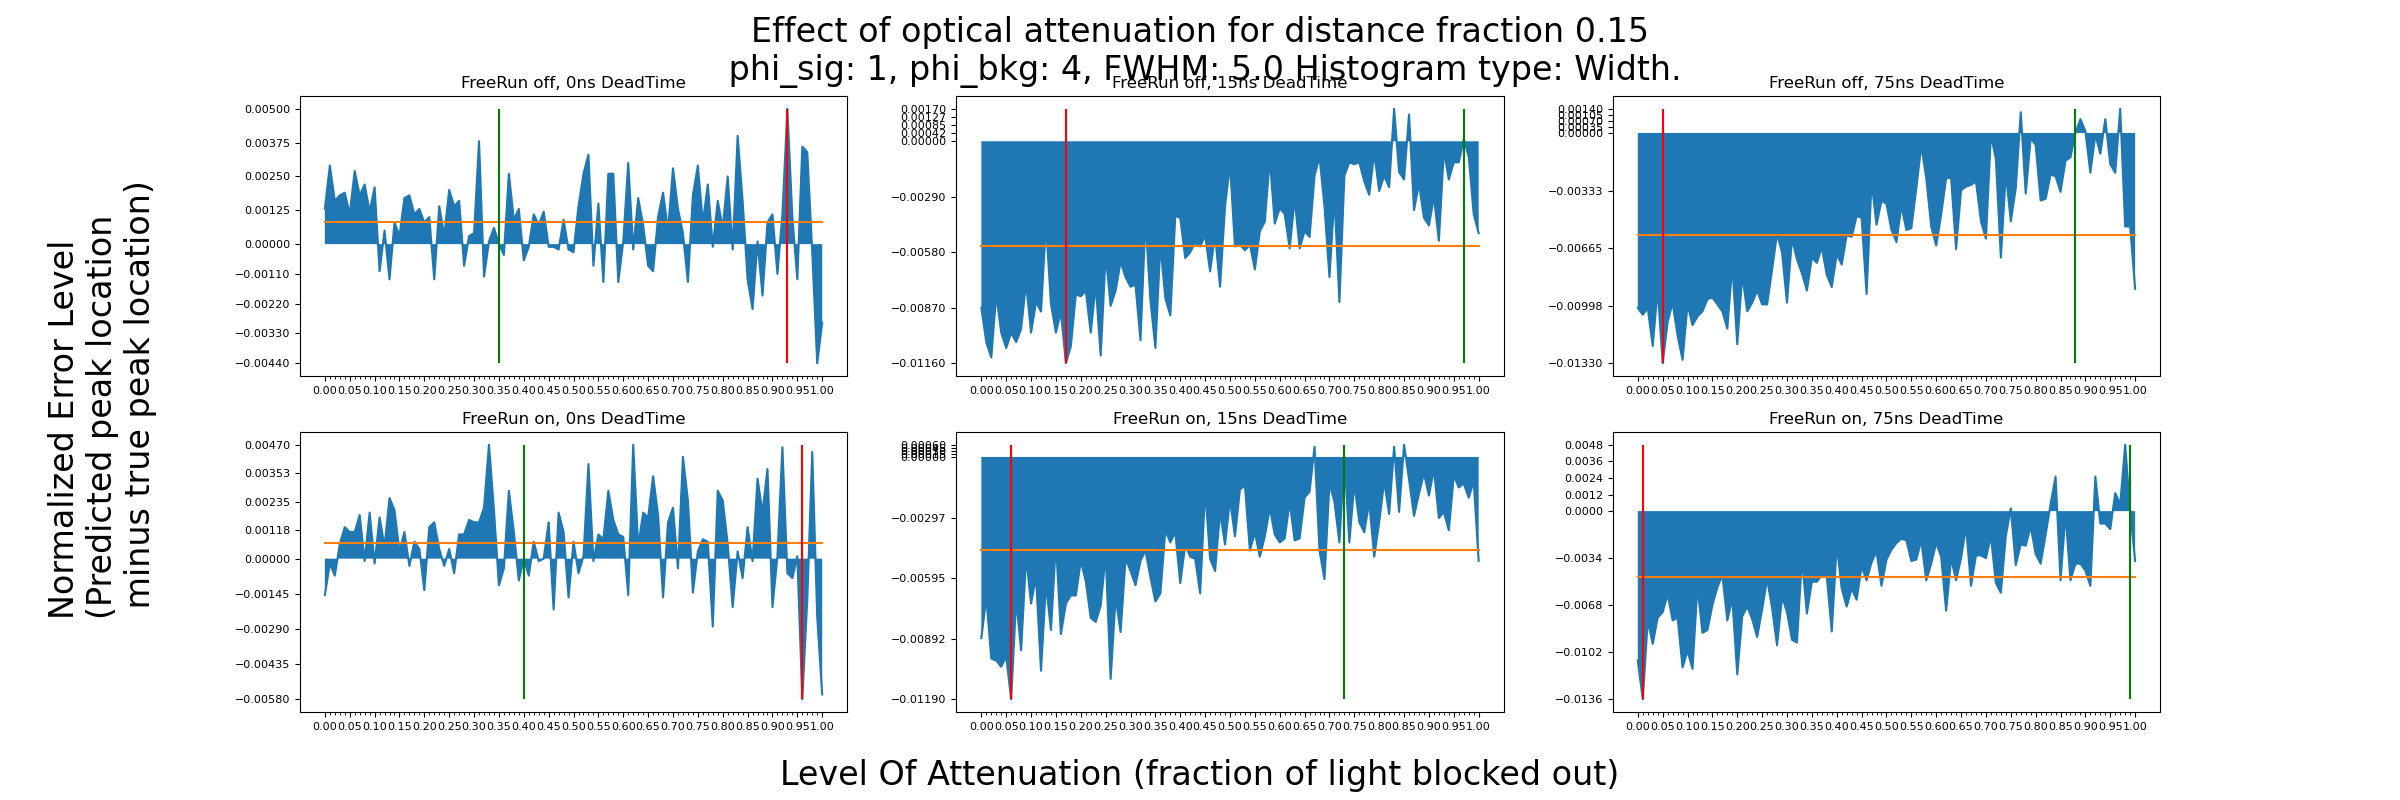 Effect of optical attenuation for distance fraction 0.15
phi_sig: 1, phi_bkg: 4, FWHM: 5.0 Histogram type: Width.
Normalized Error Level
(Predicted peak location
minus true peak location)
FreeRun off, 0ns DeadTime
0.00500
0.00375
0.00250
0.00125
0.00000
−0.00110
−0.00220
−0.00330
−0.00440
0.00 0.05 0.10 0.15 0.20 0.25 0.30 0.35 0.40 0.45 0.50 0.55 0.60 0.65 0.70 0.75 0.80 0.85 0.90 0.95 1.00
FreeRun off, 15ns DeadTime
0.00170
0.00127
0.00085
0.00042
0.00000
−0.00290
−0.00580
−0.00870
−0.01160
0.00 0.05 0.10 0.15 0.20 0.25 0.30 0.35 0.40 0.45 0.50 0.55 0.60 0.65 0.70 0.75 0.80 0.85 0.90 0.95 1.00
FreeRun off, 75ns DeadTime
0.00140
0.00105
0.00070
0.00035
0.00000
−0.00333
−0.00665
−0.00998
−0.01330
0.00 0.05 0.10 0.15 0.20 0.25 0.30 0.35 0.40 0.45 0.50 0.55 0.60 0.65 0.70 0.75 0.80 0.85 0.90 0.95 1.00
FreeRun on, 0ns DeadTime
0.00470
0.00353
0.00235
0.00118
0.00000
−0.00145
−0.00290
−0.00435
−0.00580
0.00 0.05 0.10 0.15 0.20 0.25 0.30 0.35 0.40 0.45 0.50 0.55 0.60 0.65 0.70 0.75 0.80 0.85 0.90 0.95 1.00
FreeRun on, 15ns DeadTime
0.00060
0.00000
−0.00297
−0.00595
−0.00892
−0.01190
0.00 0.05 0.10 0.15 0.20 0.25 0.30 0.35 0.40 0.45 0.50 0.55 0.60 0.65 0.70 0.75 0.80 0.85 0.90 0.95 1.00
FreeRun on, 75ns DeadTime
0.0048
0.0036
0.0024
0.0012
0.0000
−0.0034
−0.0068
−0.0102
−0.0136
0.00 0.05 0.10 0.15 0.20 0.25 0.30 0.35 0.40 0.45 0.50 0.55 0.60 0.65 0.70 0.75 0.80 0.85 0.90 0.95 1.00
Level Of Attenuation (fraction of light blocked out)